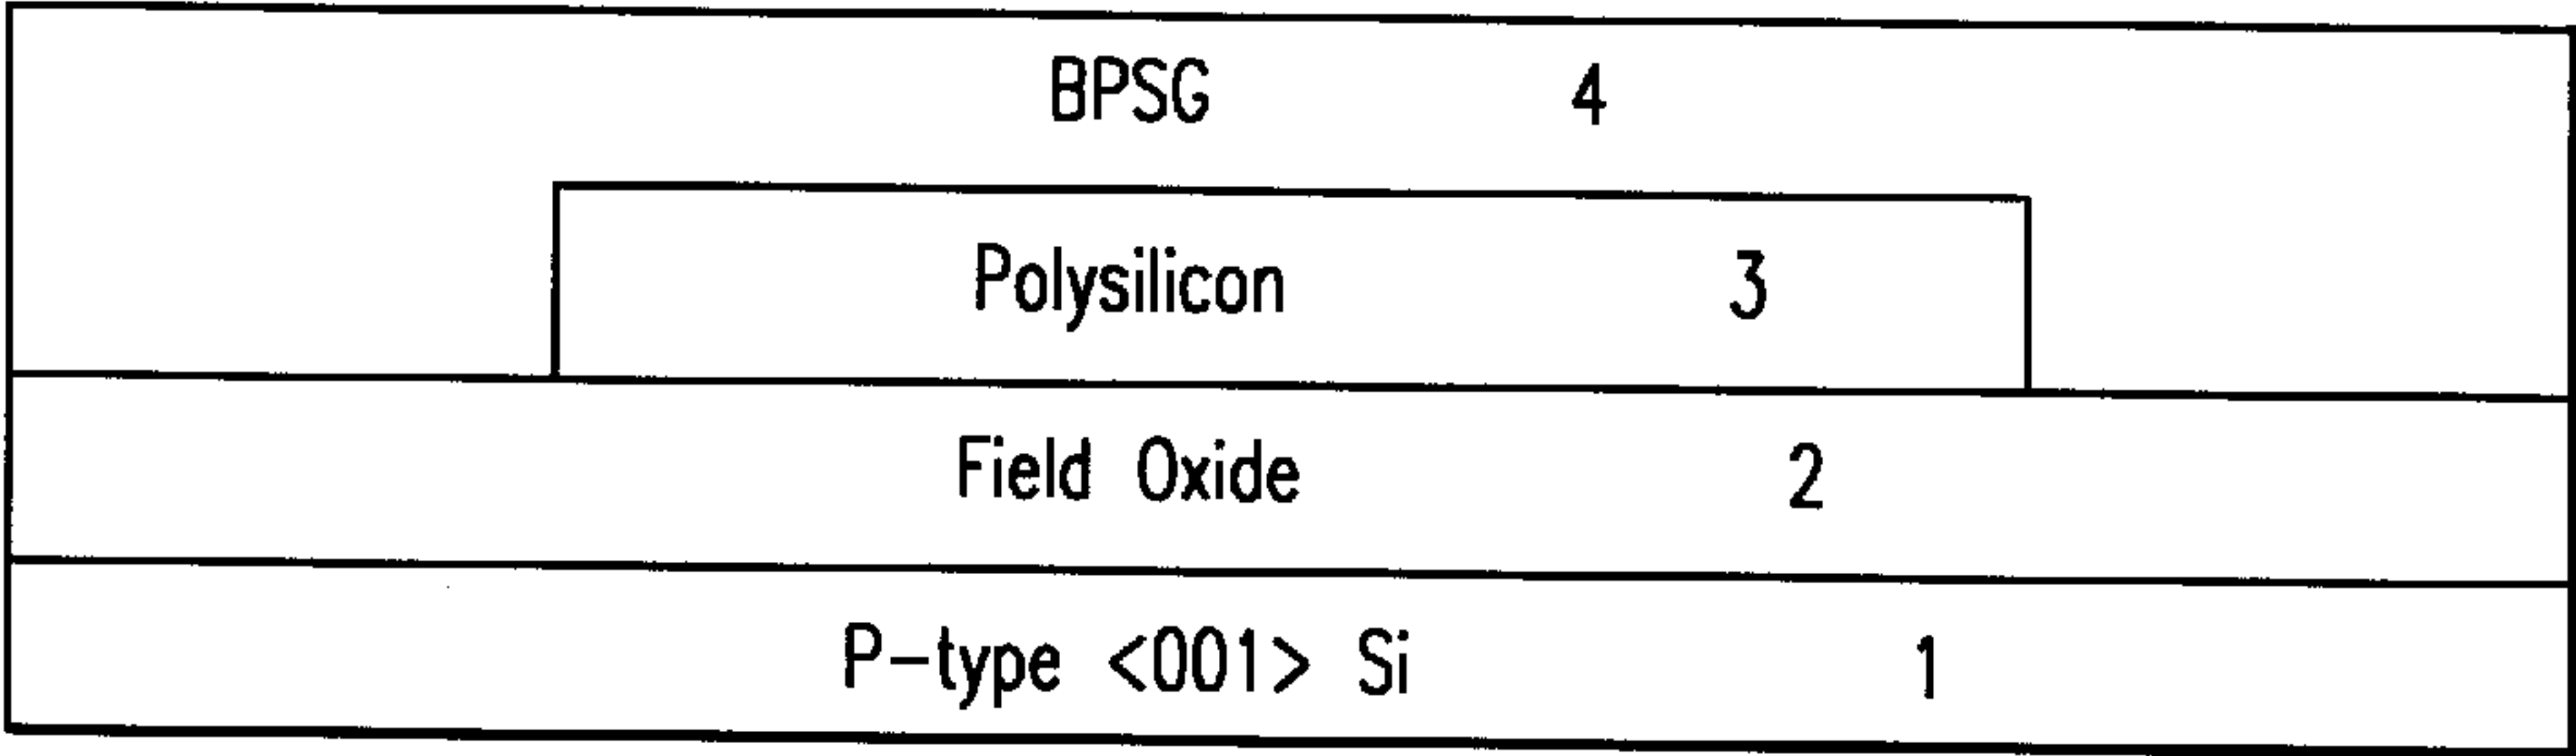 BPSG 4
Polysilicon 3
Field Oxide 2
P-type <001> Si 1